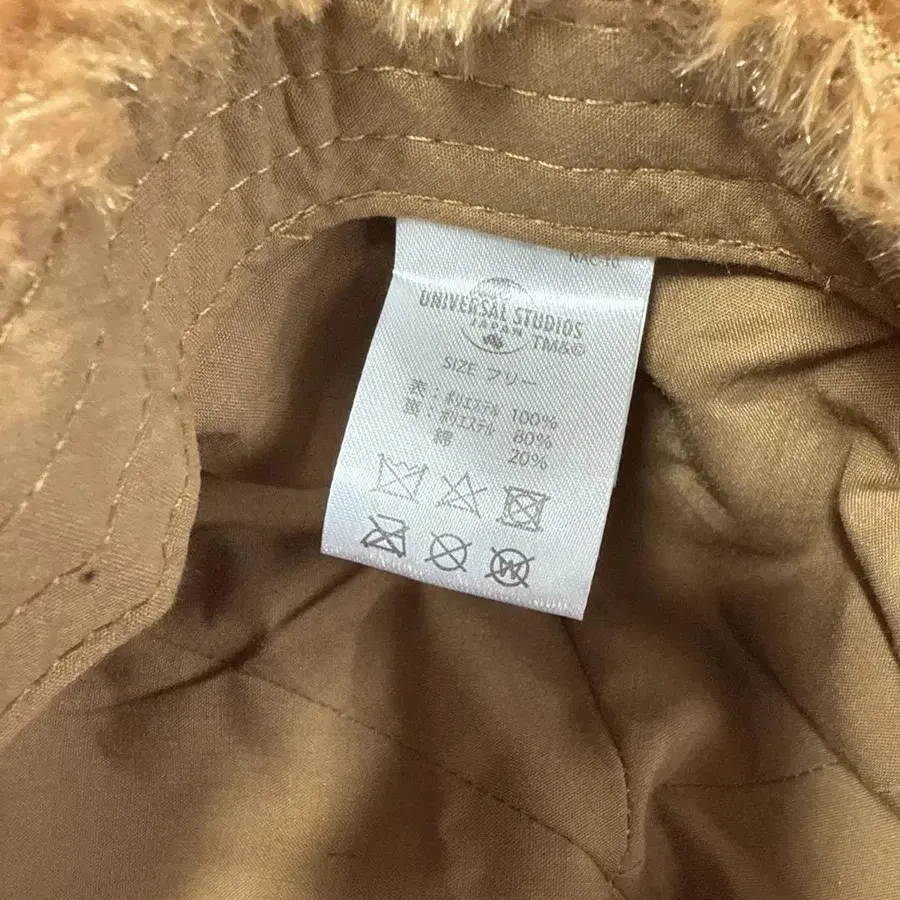 UNIVERSAL STUDIOS
JAPAN
TM&©
SIZE フリー
表：ポリエステル 100%
裏：ポリエステル 80%
綿 20%
W